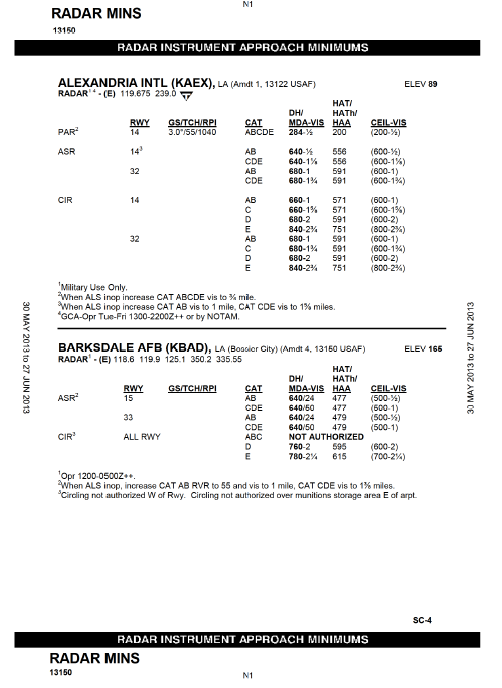 N1
RADAR MINS
13150
RADAR INSTRUMENT APPROACH MINIMUMS
ALEXANDRIA INTL (KAEX), LA (Amdt 1, 13122 USAF) ELEV 89
RADAR¹ ⁴ - (E) 119.675 239.0
HAT/
DH/ HATh/
RWY GS/TCH/RPI CAT MDA-VIS HAA CEIL-VIS
PAR² 14 3.0°/55/1040 ABCDE 284-½ 200 (200-½)
ASR 14³ AB 640-½ 556 (600-½)
CDE 640-1⅛ 556 (600-1⅛)
32 AB 680-1 591 (600-1)
CDE 680-1¾ 591 (600-1¾)
CIR 14 AB 660-1 571 (600-1)
C 660-1⅝ 571 (600-1⅝)
D 680-2 591 (600-2)
E 840-2¾ 751 (800-2¾)
32 AB 680-1 591 (600-1)
C 680-1¾ 591 (600-1¾)
D 680-2 591 (600-2)
E 840-2¾ 751 (800-2¾)
¹Military Use Only.
²When ALS inop increase CAT ABCDE vis to ¾ mile.
³When ALS inop increase CAT AB vis to 1 mile, CAT CDE vis to 1⅝ miles.
⁴GCA-Opr Tue-Fri 1300-2200Z++ or by NOTAM.
30 MAY 2013 to 27 JUN 2013
30 MAY 2013 to 27 JUN 2013
BARKSDALE AFB (KBAD), LA (Bossier City) (Amdt 4, 13150 USAF) ELEV 165
RADAR¹ - (E) 118.6 119.9 125.1 350.2 335.55
HAT/
DH/ HATh/
RWY GS/TCH/RPI CAT MDA-VIS HAA CEIL-VIS
ASR² 15 AB 640/24 477 (500-½)
CDE 640/50 477 (500-1)
33 AB 640/24 479 (500-½)
CDE 640/50 479 (500-1)
CIR³ ALL RWY ABC NOT AUTHORIZED
D 760-2 595 (600-2)
E 780-2¼ 615 (700-2¼)
¹Opr 1200-0500Z++.
²When ALS inop, increase CAT AB RVR to 55 and vis to 1 mile, CAT CDE vis to 1⅜ miles.
³Circling not authorized W of Rwy. Circling not authorized over munitions storage area E of arpt.
SC-4
RADAR INSTRUMENT APPROACH MINIMUMS
RADAR MINS
13150
N1